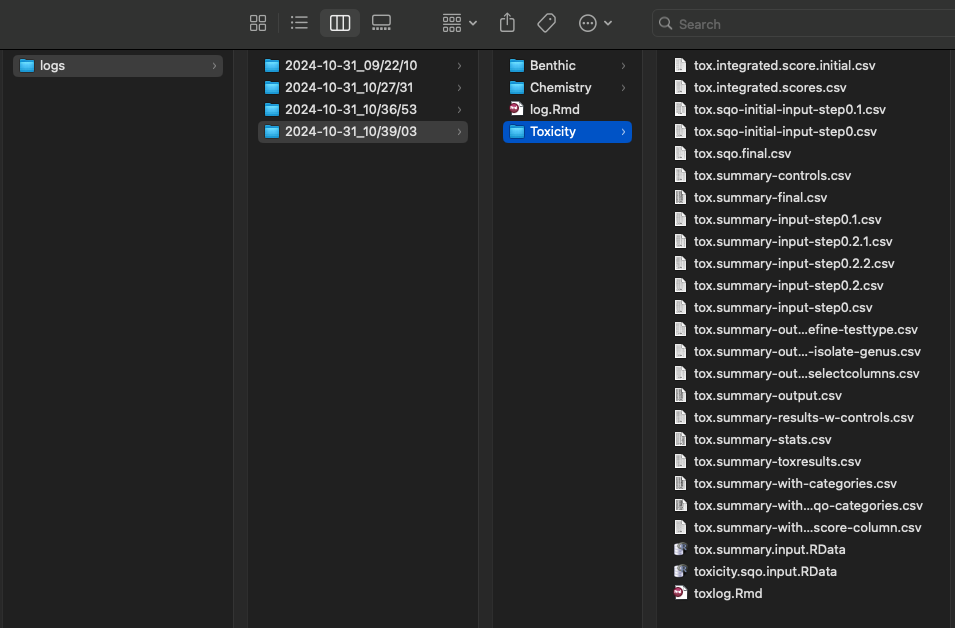 Search
logs
2024-10-31_09/22/10
2024-10-31_10/27/31
2024-10-31_10/36/53
2024-10-31_10/39/03
Benthic
Chemistry
log.Rmd
Toxicity
tox.integrated.score.initial.csv
tox.integrated.scores.csv
tox.sqo-initial-input-step0.1.csv
tox.sqo-initial-input-step0.csv
tox.sqo.final.csv
tox.summary-controls.csv
tox.summary-final.csv
tox.summary-input-step0.1.csv
tox.summary-input-step0.2.1.csv
tox.summary-input-step0.2.2.csv
tox.summary-input-step0.2.csv
tox.summary-input-step0.csv
tox.summary-out...efine-testtype.csv
tox.summary-out...-isolate-genus.csv
tox.summary-out...selectcolumns.csv
tox.summary-output.csv
tox.summary-results-w-controls.csv
tox.summary-stats.csv
tox.summary-toxresults.csv
tox.summary-with-categories.csv
tox.summary-with...qo-categories.csv
tox.summary-with...score-column.csv
tox.summary.input.RData
toxicity.sqo.input.RData
toxlog.Rmd